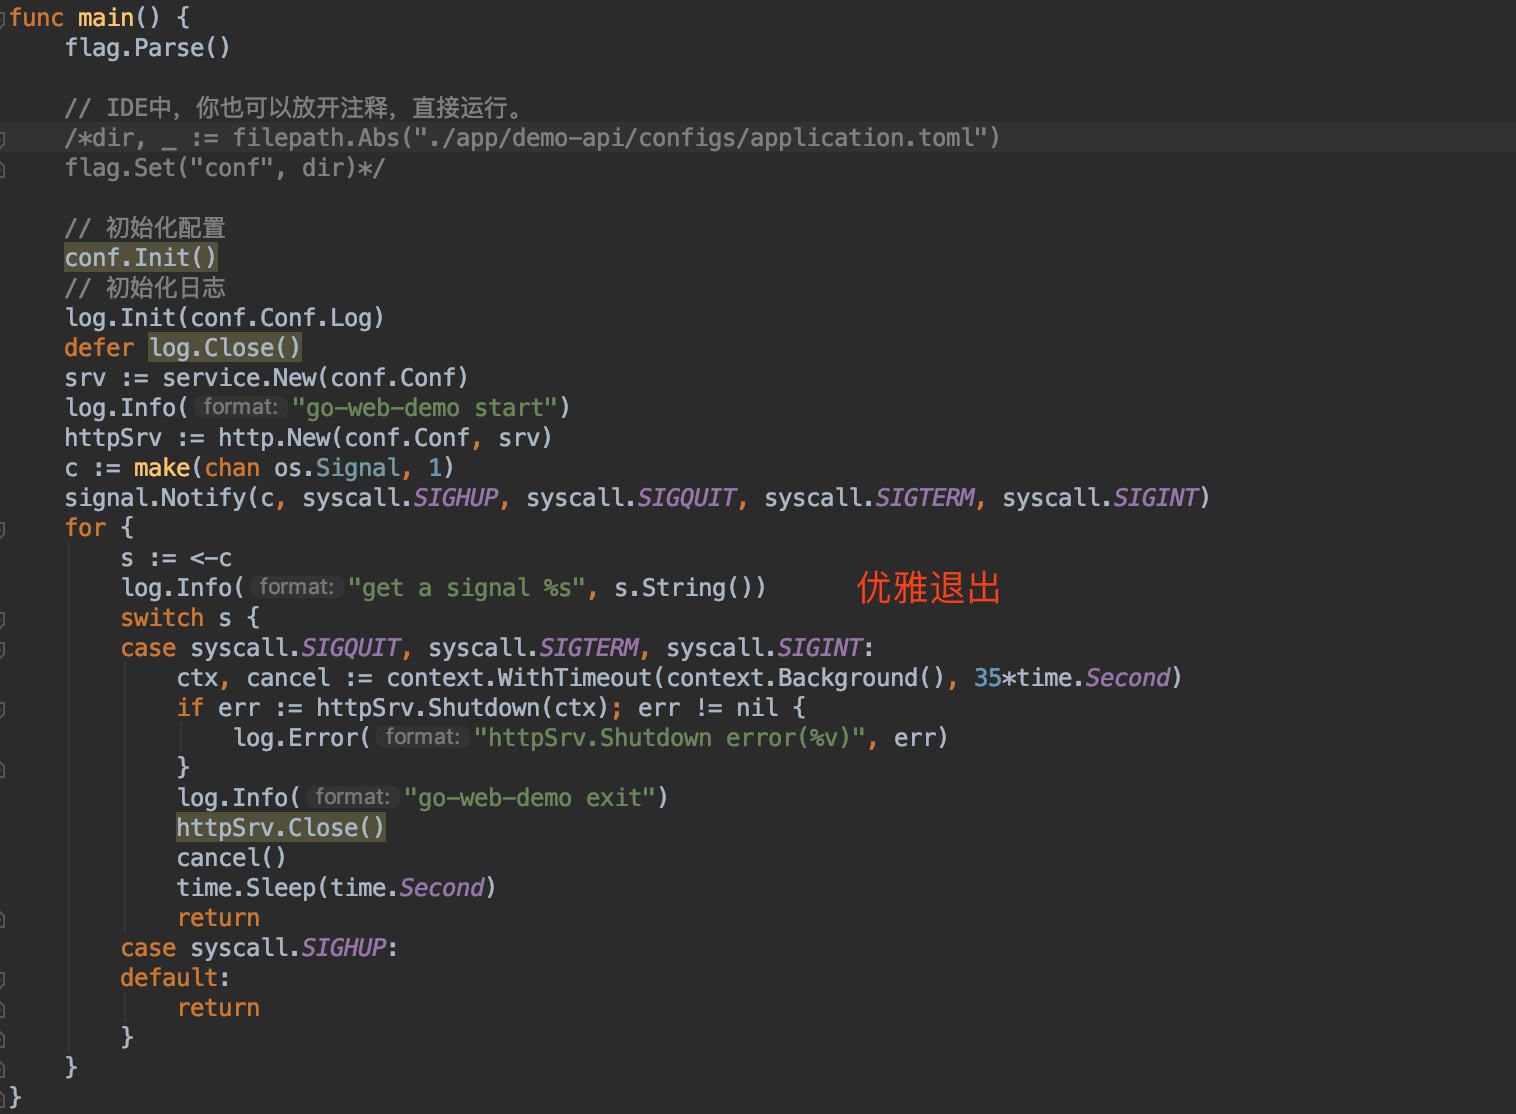 func main() {
    flag.Parse()

    // IDE中，你也可以放开注释，直接运行。
    /*dir, _ := filepath.Abs("./app/demo-api/configs/application.toml")
    flag.Set("conf", dir)*/

    // 初始化配置
    conf.Init()
    // 初始化日志
    log.Init(conf.Conf.Log)
    defer log.Close()
    srv := service.New(conf.Conf)
    log.Info( format: "go-web-demo start")
    httpSrv := http.New(conf.Conf, srv)
    c := make(chan os.Signal, 1)
    signal.Notify(c, syscall.SIGHUP, syscall.SIGQUIT, syscall.SIGTERM, syscall.SIGINT)
    for {
        s := <-c
        log.Info( format: "get a signal %s", s.String()) 优雅退出
        switch s {
        case syscall.SIGQUIT, syscall.SIGTERM, syscall.SIGINT:
            ctx, cancel := context.WithTimeout(context.Background(), 35*time.Second)
            if err := httpSrv.Shutdown(ctx); err != nil {
                log.Error( format: "httpSrv.Shutdown error(%v)", err)
            }
            log.Info( format: "go-web-demo exit")
            httpSrv.Close()
            cancel()
            time.Sleep(time.Second)
            return
        case syscall.SIGHUP:
        default:
            return
        }
    }
}